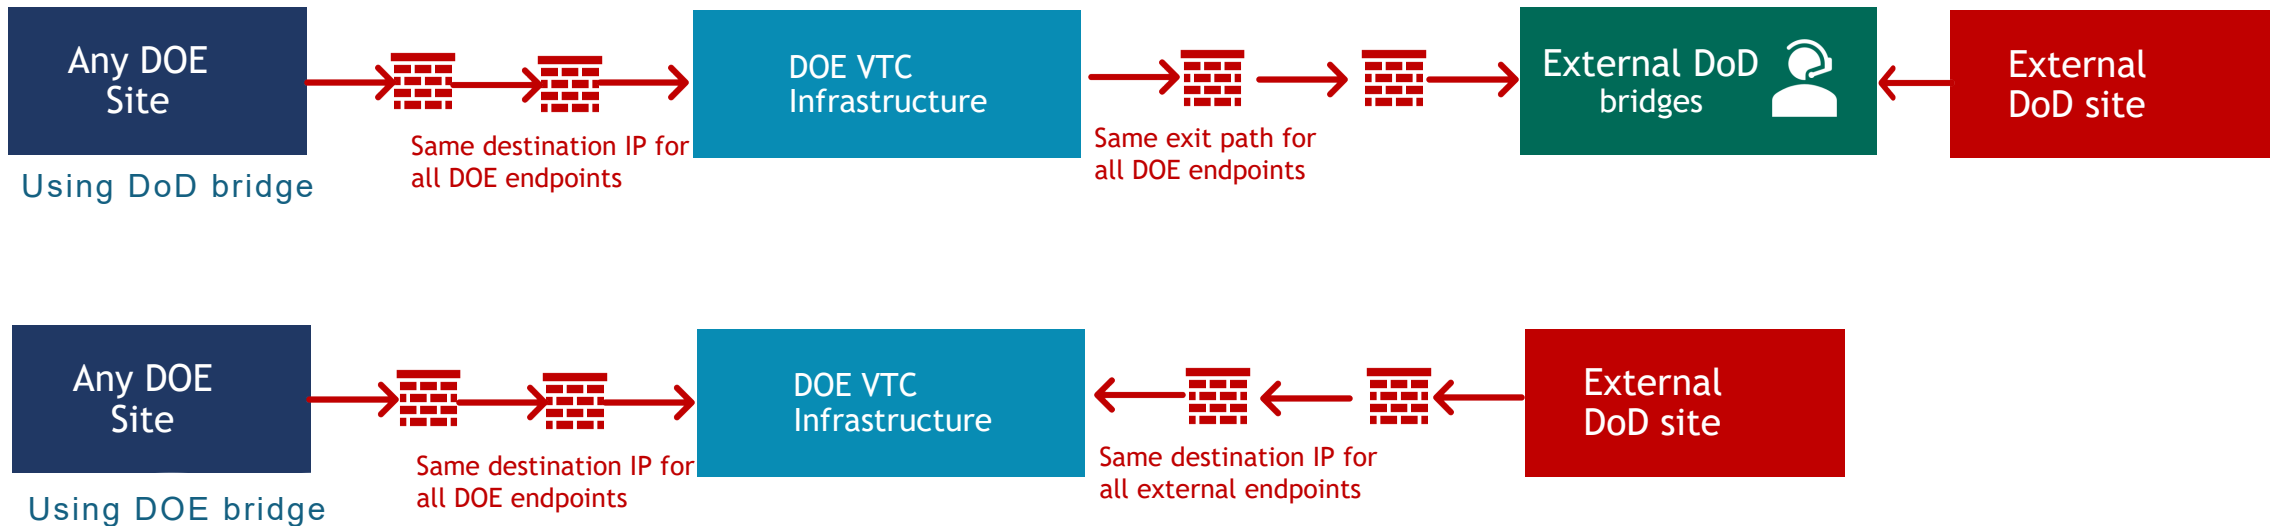 Any DOE
Site
Same destination IP for
all DOE endpoints
DOE VTC
Infrastructure
Same exit path for
all DOE endpoints
External DoD
bridges
External
DoD site
Using DoD bridge
Any DOE
Site
Same destination IP for
all DOE endpoints
DOE VTC
Infrastructure
Same destination IP for
all external endpoints
External
DoD site
Using DOE bridge